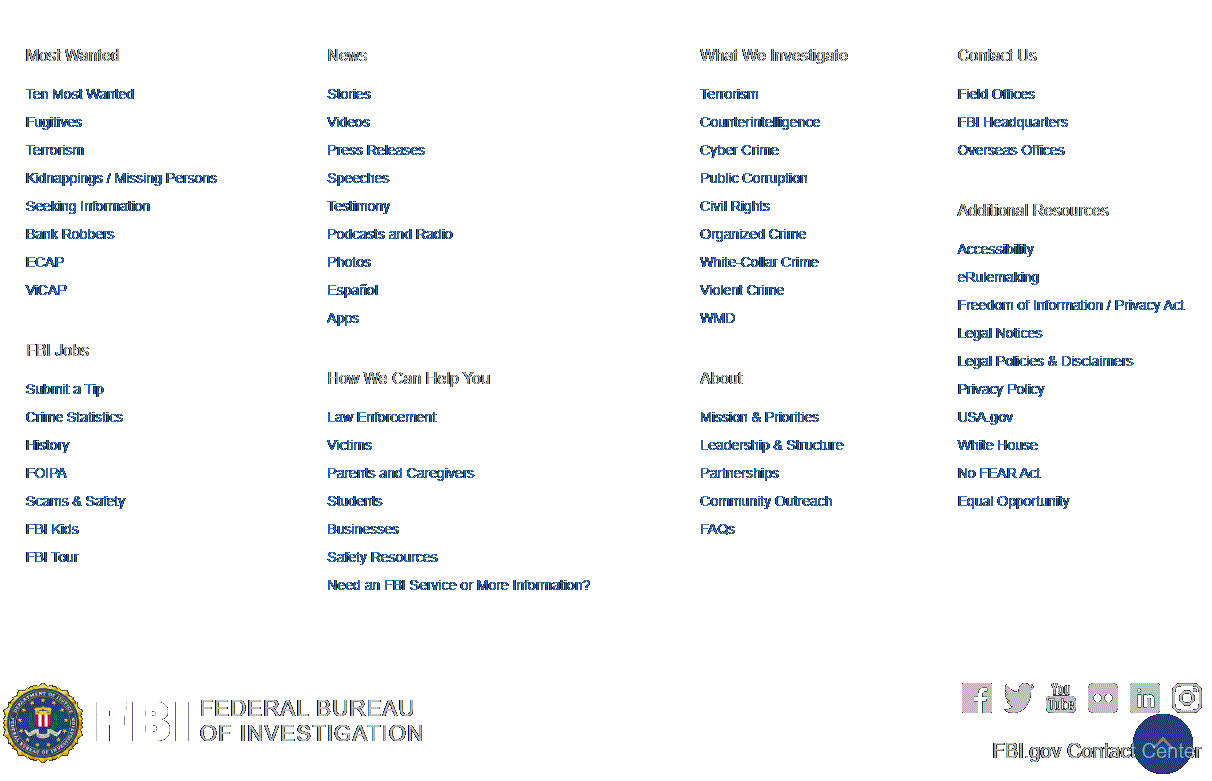 Most Wanted
Ten Most Wanted
Fugitives
Terrorism
Kidnappings / Missing Persons
Seeking Information
Bank Robbers
ECAP
ViCAP
FBI Jobs
Submit a Tip
Crime Statistics
History
FOIPA
Scams & Safety
FBI Kids
FBI Tour
News
Stories
Videos
Press Releases
Speeches
Testimony
Podcasts and Radio
Photos
Español
Apps
How We Can Help You
Law Enforcement
Victims
Parents and Caregivers
Students
Businesses
Safety Resources
Need an FBI Service or More Information?
What We Investigate
Terrorism
Counterintelligence
Cyber Crime
Public Corruption
Civil Rights
Organized Crime
White-Collar Crime
Violent Crime
WMD
About
Mission & Priorities
Leadership & Structure
Partnerships
Community Outreach
FAQs
Contact Us
Field Offices
FBI Headquarters
Overseas Offices
Additional Resources
Accessibility
eRulemaking
Freedom of Information / Privacy Act
Legal Notices
Legal Policies & Disclaimers
Privacy Policy
USA.gov
White House
No FEAR Act
Equal Opportunity
FBI
FEDERAL BUREAU
OF INVESTIGATION
You
Tube
in
FBI.gov Contact Center